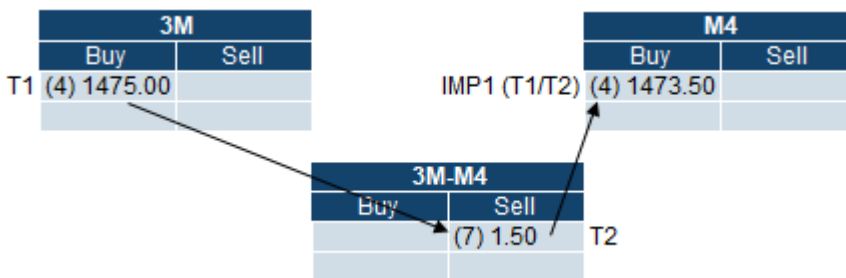 3M
Buy Sell
T1 (4) 1475.00
M4
Buy Sell
IMP1 (T1/T2) (4) 1473.50
3M-M4
Buy Sell
(7) 1.50 T2